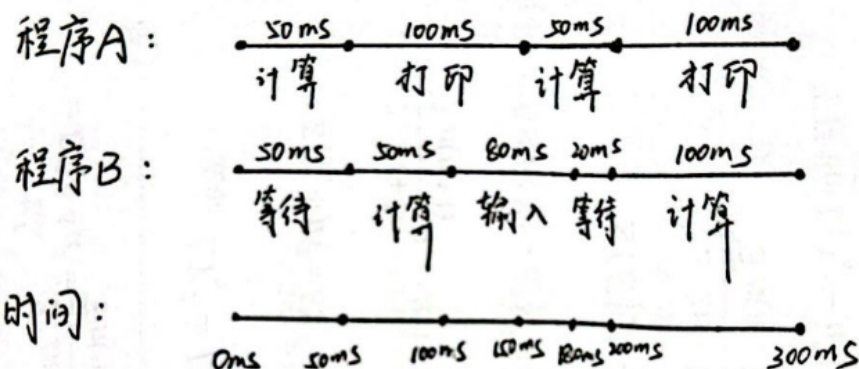 程序A：
50ms 100ms 50ms 100ms
计算 打印 计算 打印
程序B：
50ms 50ms 80ms 20ms 100ms
等待 计算 输入 等待 计算
时间：
0ms 50ms 100ms 150ms 180ms 200ms 300ms